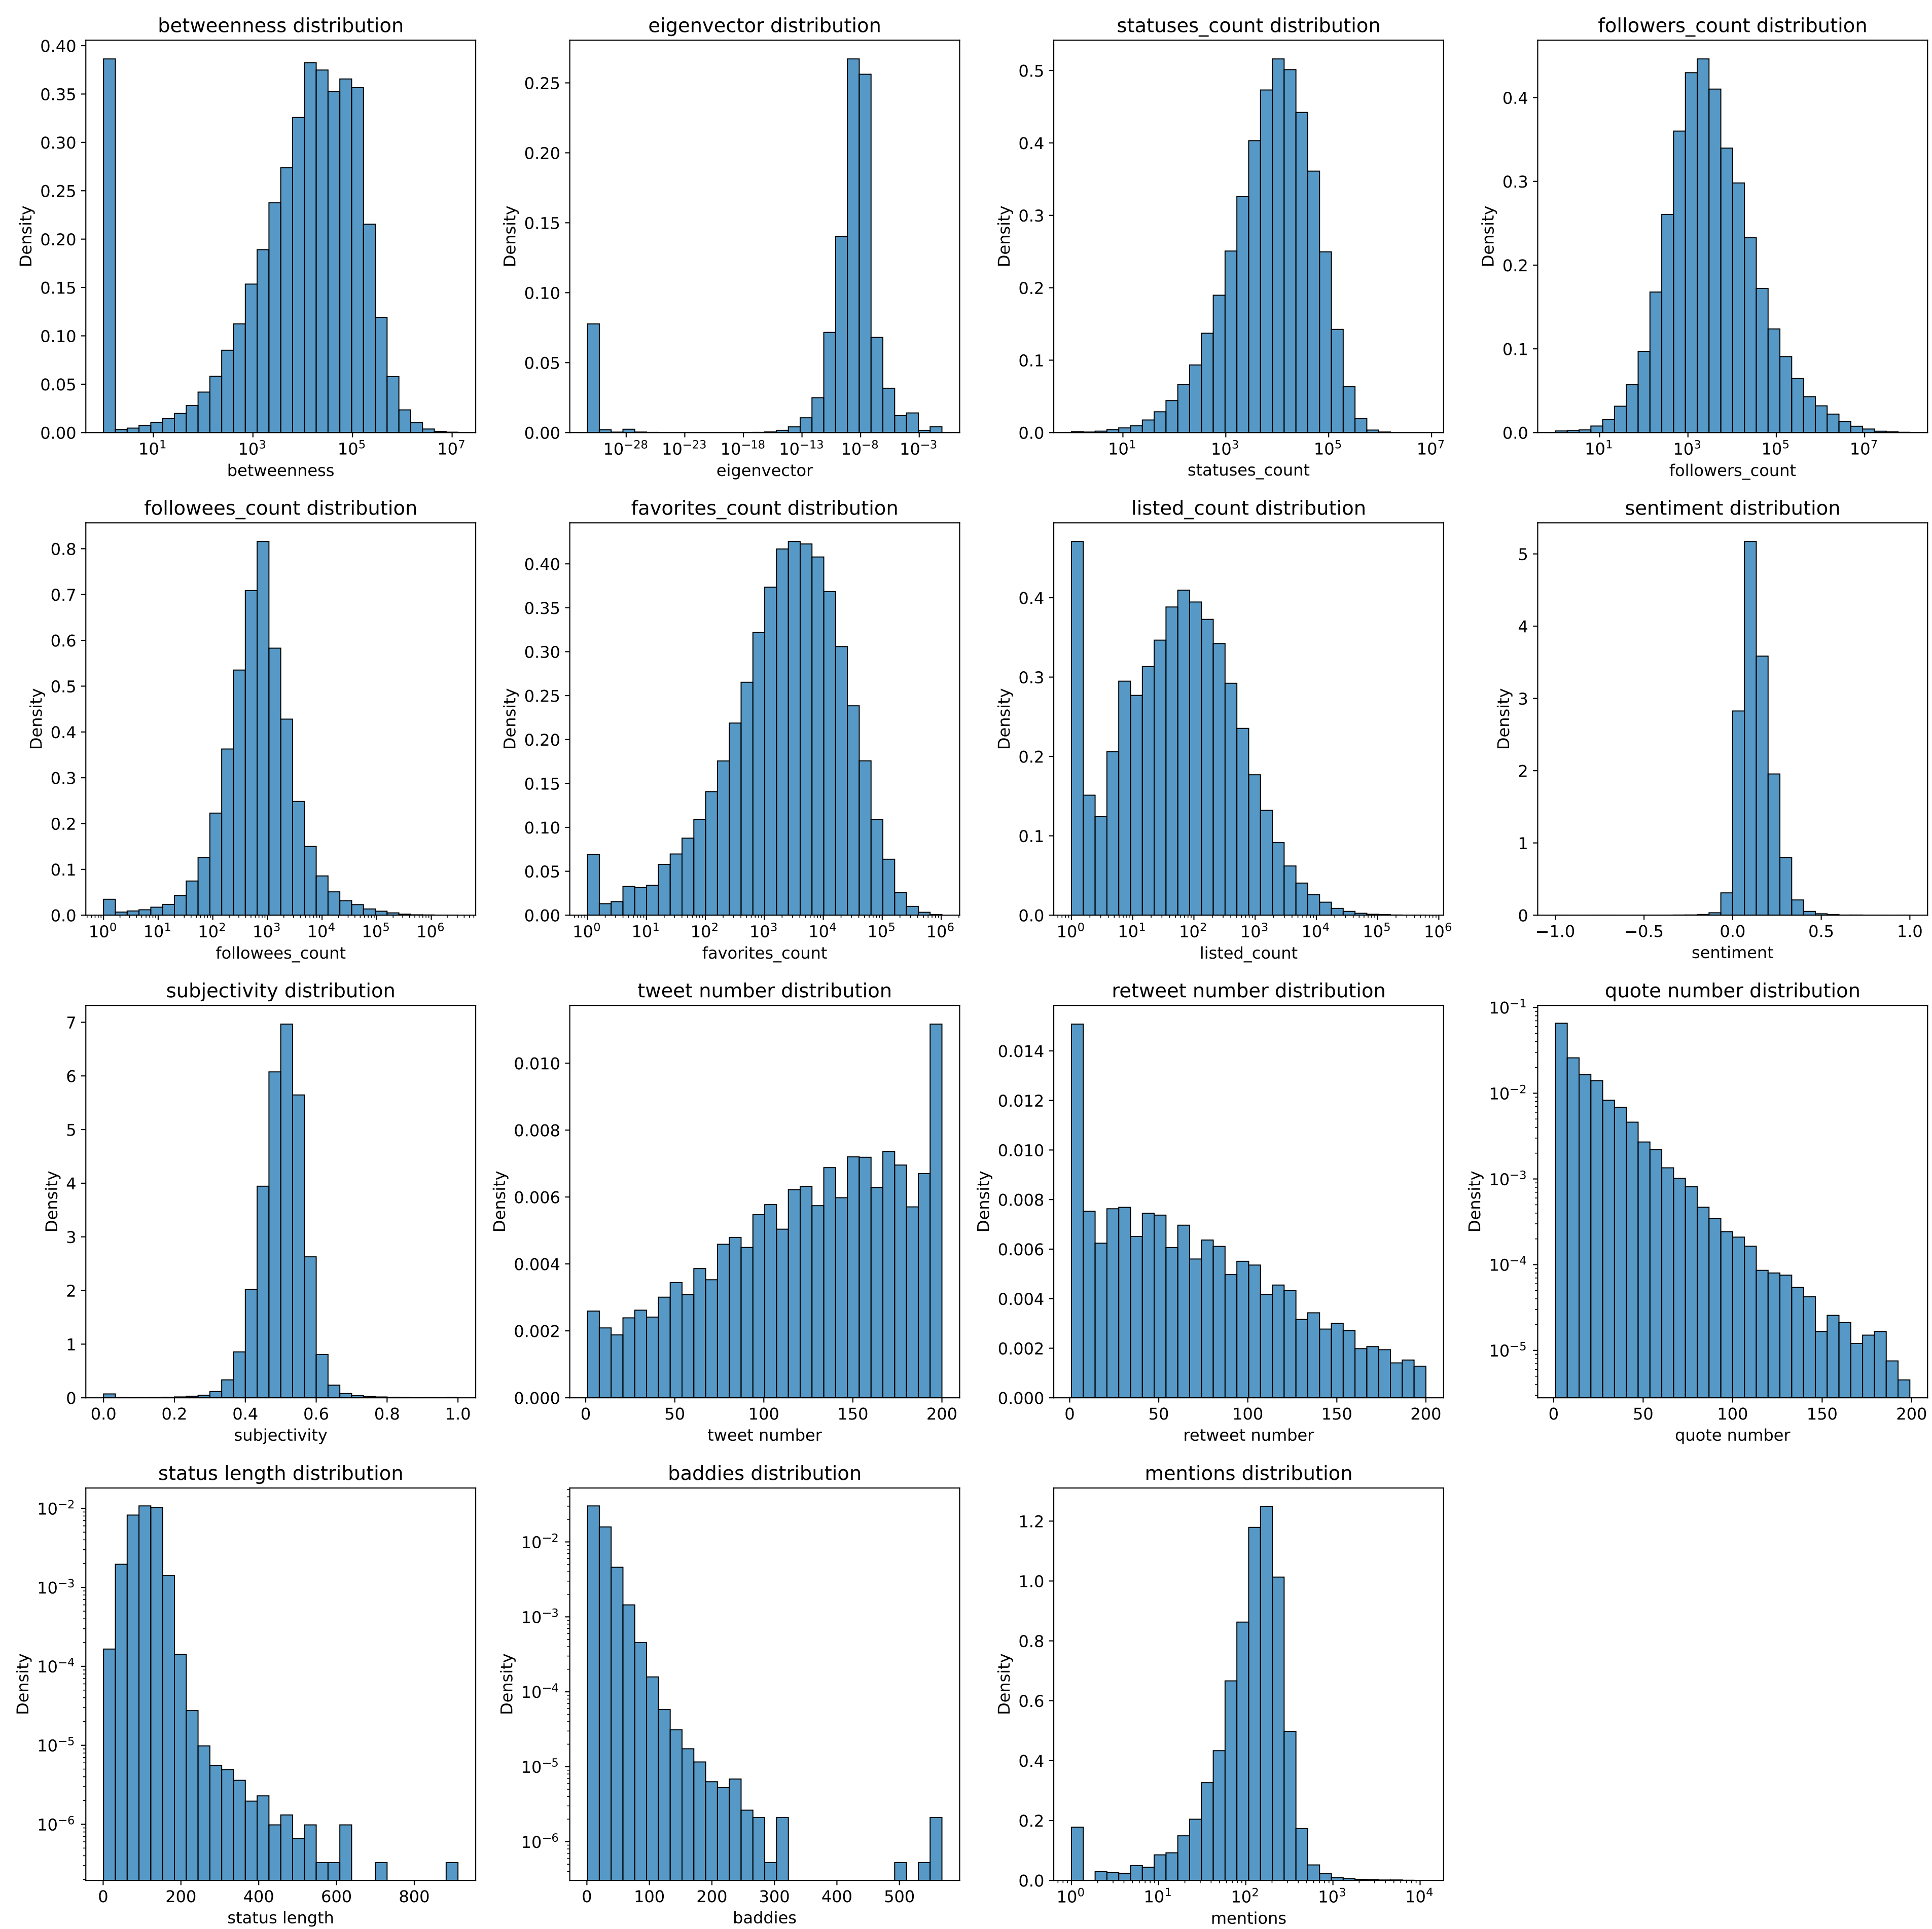 betweenness distribution
0.40
0.35
0.30
0.25
0.20
0.15
0.10
0.05
0.00
Density
10¹ 10³ 10⁵ 10⁷
betweenness
eigenvector distribution
0.25
0.20
0.15
0.10
0.05
0.00
Density
10⁻²⁸ 10⁻²³ 10⁻¹⁸ 10⁻¹³ 10⁻⁸ 10⁻³
eigenvector
statuses_count distribution
0.5
0.4
0.3
0.2
0.1
0.0
Density
10¹ 10³ 10⁵ 10⁷
statuses_count
followers_count distribution
0.4
0.3
0.2
0.1
0.0
Density
10¹ 10³ 10⁵ 10⁷
followers_count
followees_count distribution
0.8
0.7
0.6
0.5
0.4
0.3
0.2
0.1
0.0
Density
10⁰ 10¹ 10² 10³ 10⁴ 10⁵ 10⁶
followees_count
favorites_count distribution
0.40
0.35
0.30
0.25
0.20
0.15
0.10
0.05
0.00
Density
10⁰ 10¹ 10² 10³ 10⁴ 10⁵ 10⁶
favorites_count
listed_count distribution
0.4
0.3
0.2
0.1
0.0
Density
10⁰ 10¹ 10² 10³ 10⁴ 10⁵ 10⁶
listed_count
sentiment distribution
5
4
3
2
1
0
Density
−1.0 −0.5 0.0 0.5 1.0
sentiment
subjectivity distribution
7
6
5
4
3
2
1
0
Density
0.0 0.2 0.4 0.6 0.8 1.0
subjectivity
tweet number distribution
0.010
0.008
0.006
0.004
0.002
0.000
Density
0 50 100 150 200
tweet number
retweet number distribution
0.014
0.012
0.010
0.008
0.006
0.004
0.002
0.000
Density
0 50 100 150 200
retweet number
quote number distribution
10⁻¹
10⁻²
10⁻³
10⁻⁴
10⁻⁵
Density
0 50 100 150 200
quote number
status length distribution
10⁻²
10⁻³
10⁻⁴
10⁻⁵
10⁻⁶
Density
0 200 400 600 800
status length
baddies distribution
10⁻²
10⁻³
10⁻⁴
10⁻⁵
10⁻⁶
Density
0 100 200 300 400 500
baddies
mentions distribution
1.2
1.0
0.8
0.6
0.4
0.2
0.0
Density
10⁰ 10¹ 10² 10³ 10⁴
mentions